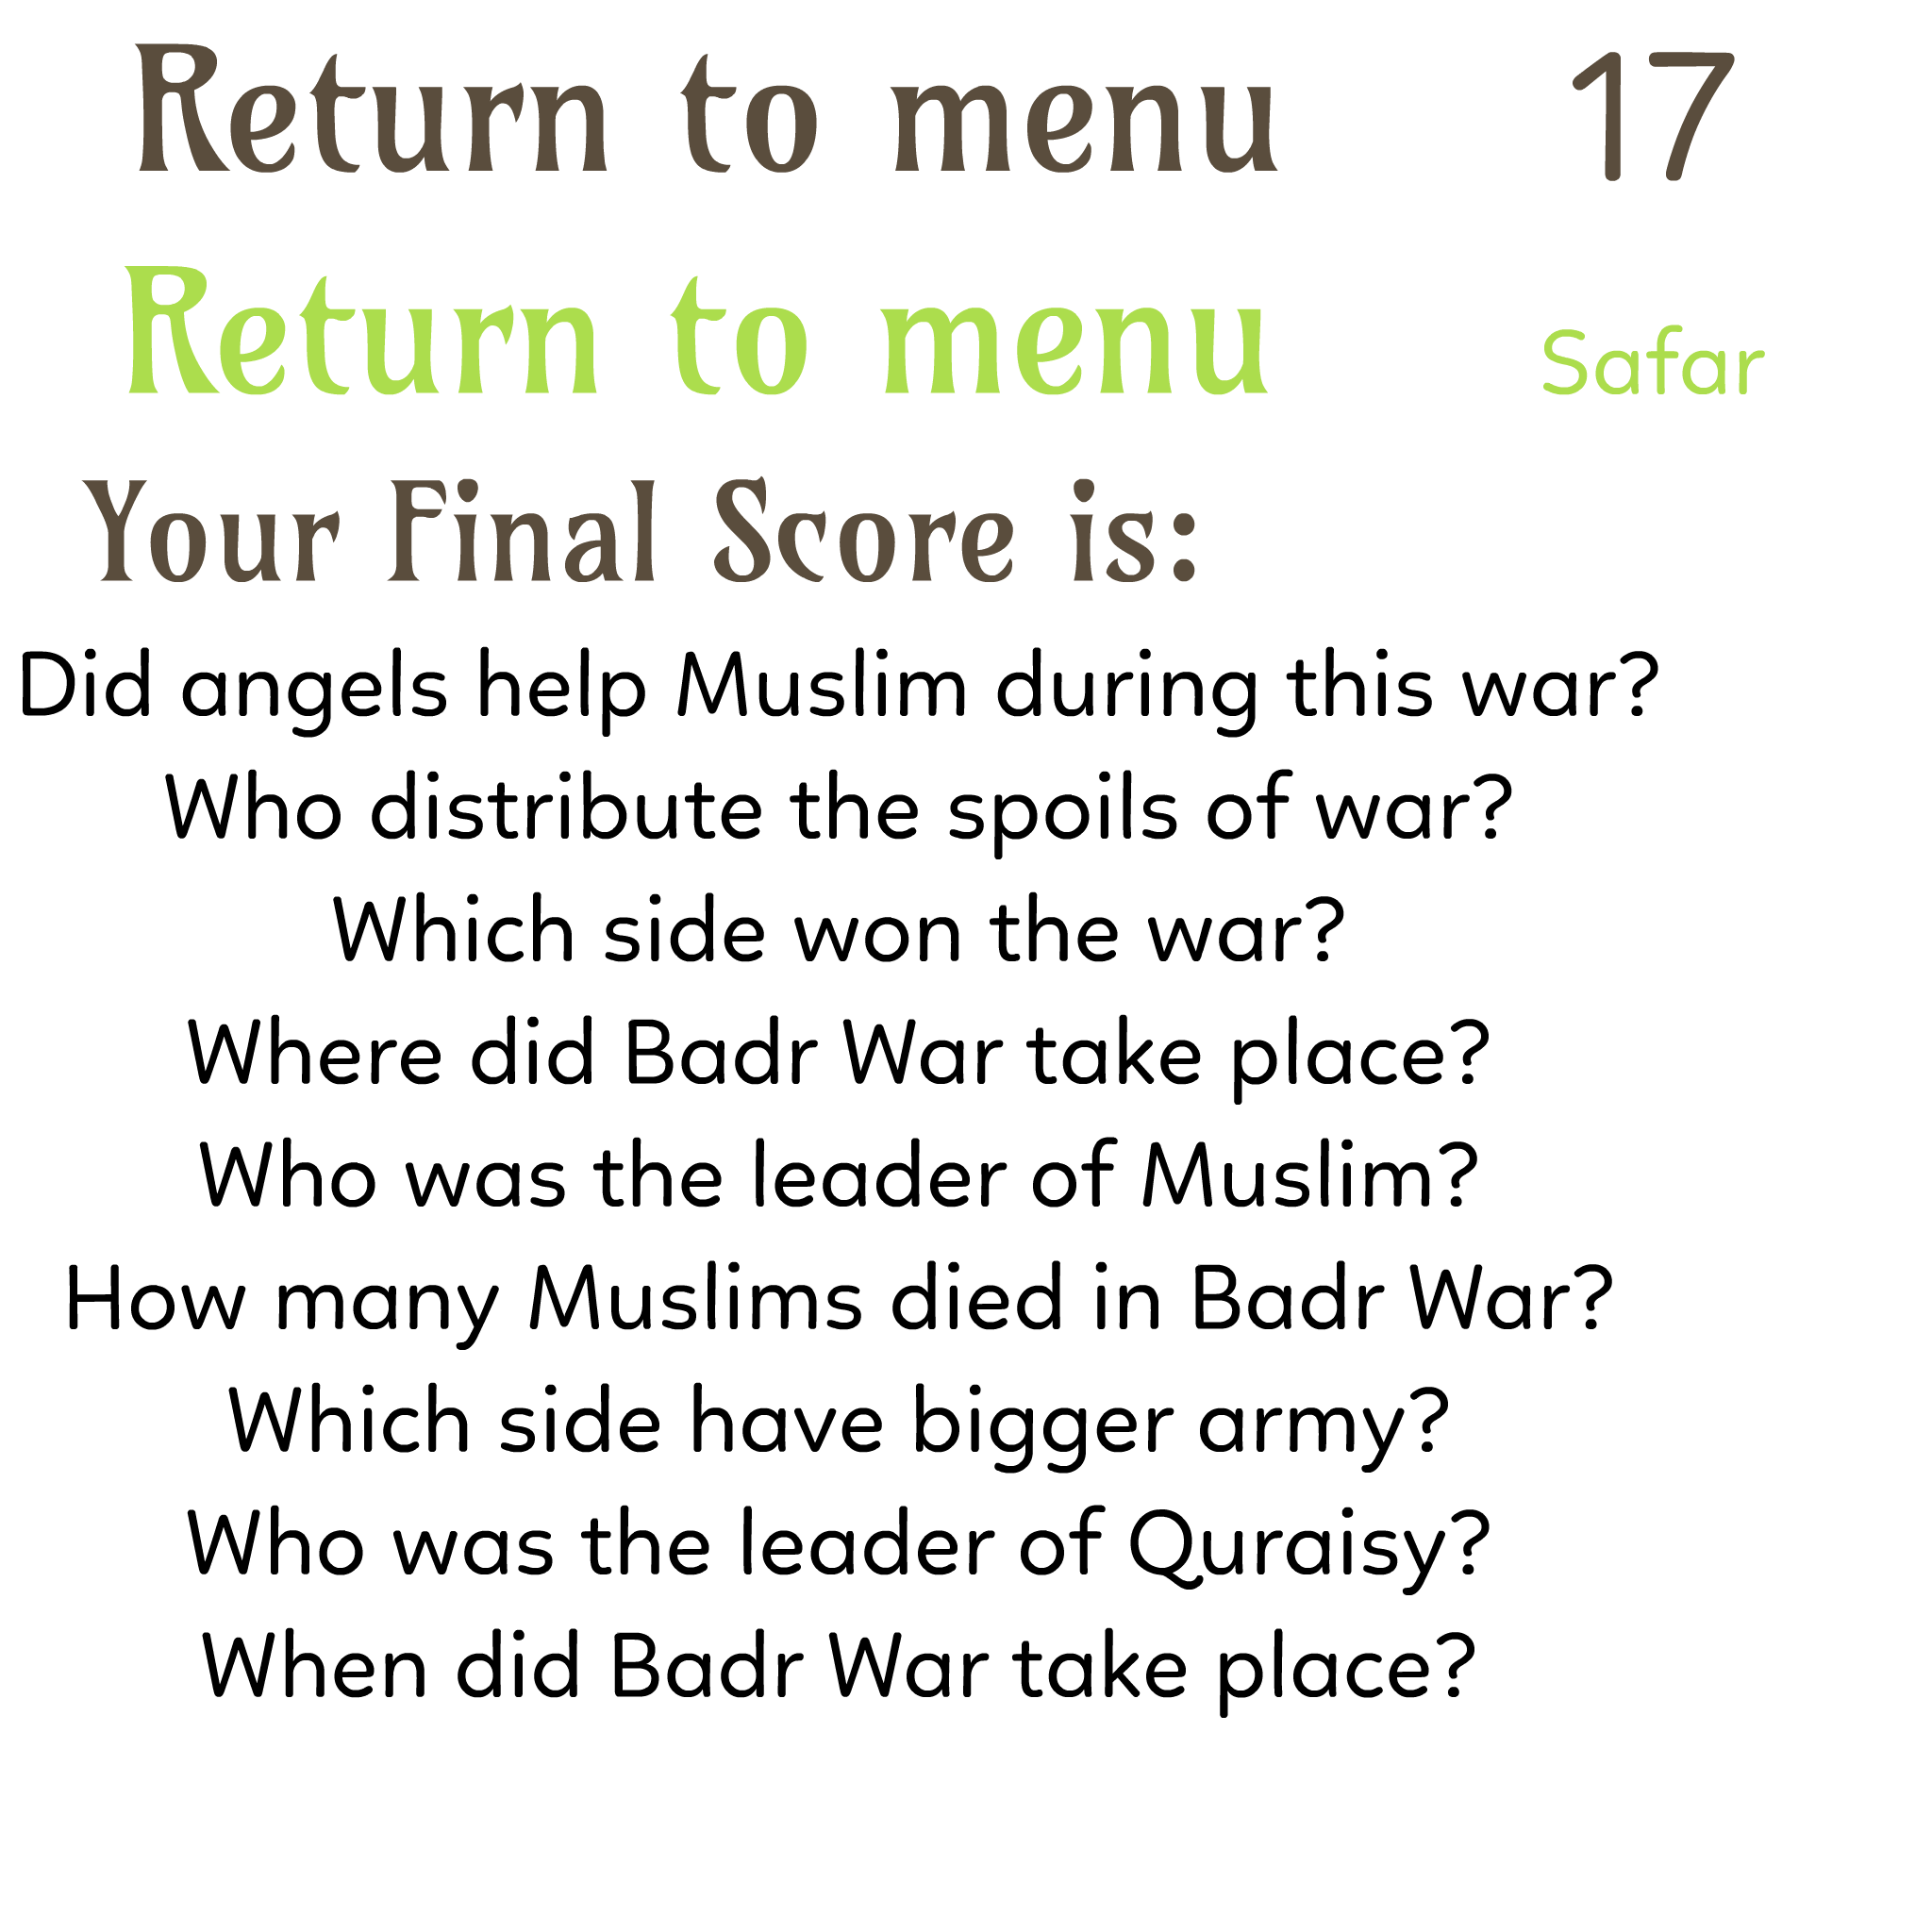 Return to menu 17
Return to menu Safar
Your Final Score is:
Did angels help Muslim during this war?
Who distribute the spoils of war?
Which side won the war?
Where did Badr War take place?
Who was the leader of Muslim?
How many Muslims died in Badr War?
Which side have bigger army?
Who was the leader of Quraisy?
When did Badr War take place?